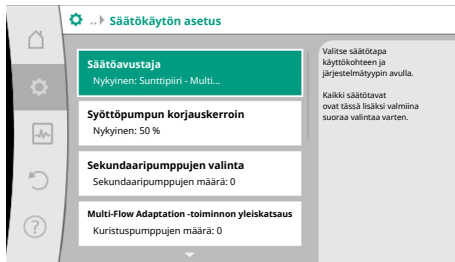 .. Säätökäytön asetus
Säätöavustaja
Nykyinen: Sunttipiiri - Multi...
Syöttöpumpun korjauskerroin
Nykyinen: 50 %
Sekundaaripumppujen valinta
Sekundaaripumppujen määrä: 0
Multi-Flow Adaptation -toiminnon yleiskatsaus
Kuristuspumppujen määrä: 0
Valitse säätötapa
käyttökohteen ja
järjestelmätyypin avulla.
Kaikki säätötavat
ovat tässä lisäksi valmiina
suoraa valintaa varten.